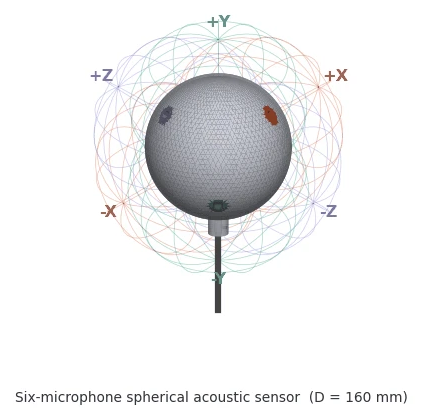 +Y
+Z
+X
-X
-Z
-Y
Six-microphone spherical acoustic sensor (D = 160 mm)